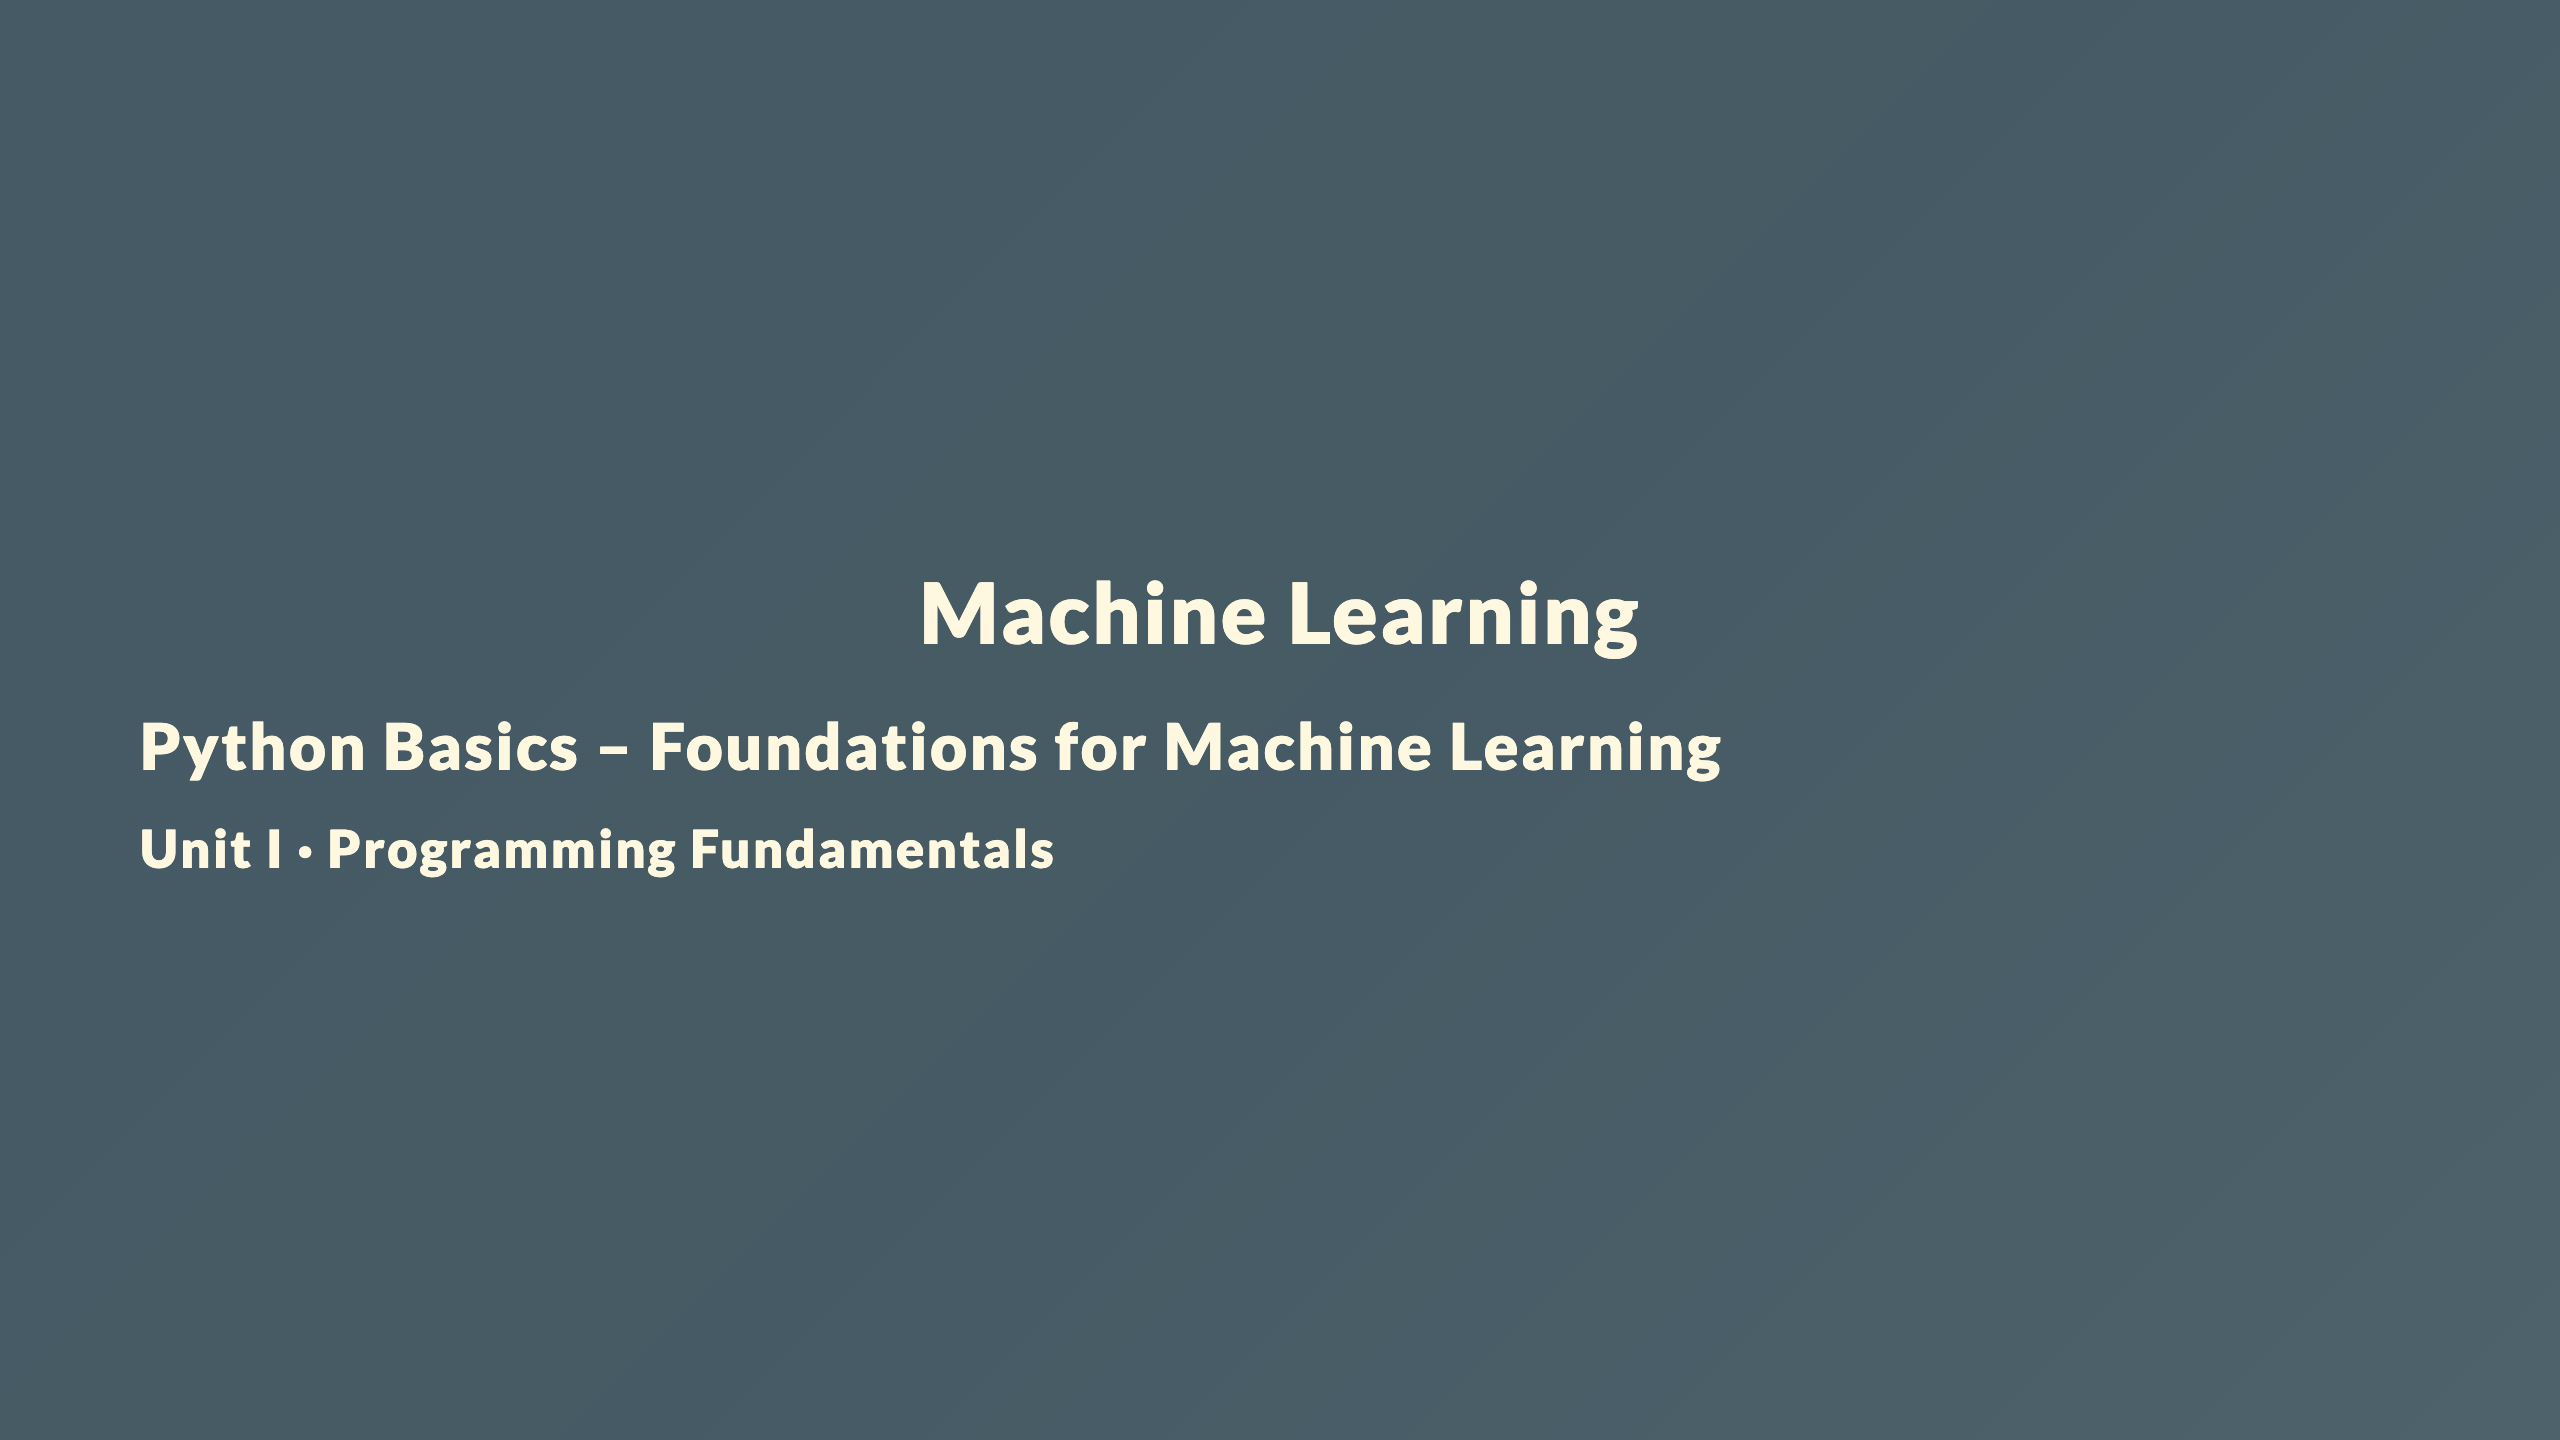 Machine Learning
Python Basics – Foundations for Machine Learning
Unit I · Programming Fundamentals